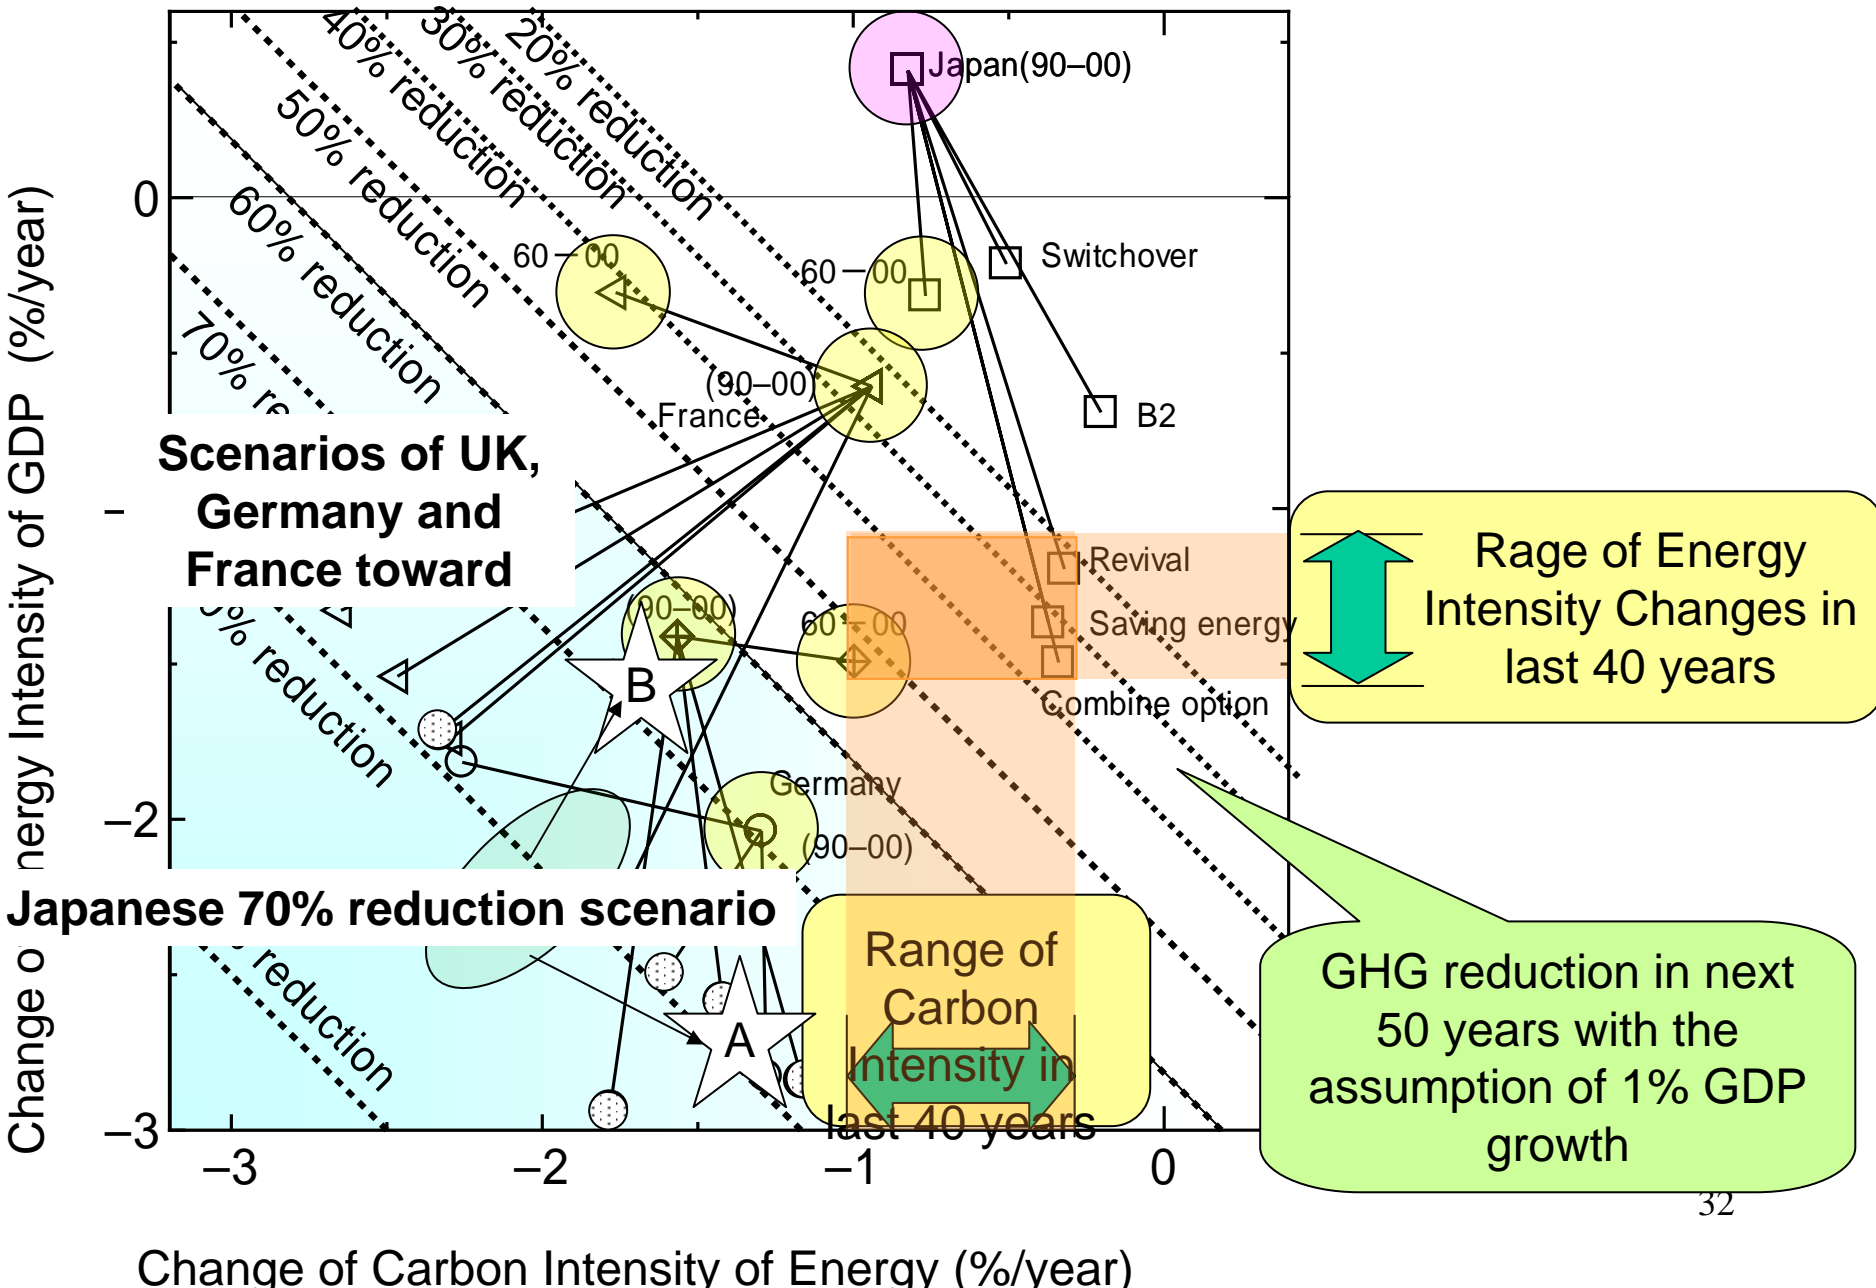 20% reduction
30% reduction
40% reduction
50% reduction
60% reduction
70% re
0% reduction
reduction
Japan(90–00)
0
60－00
60－00
Switchover
(90–00)
France
B2
Scenarios of UK,
Germany and
France toward
–
Revival
(90–00)
60－00
Saving energy
Combine option
B
Rage of Energy
Intensity Changes in
last 40 years
Germany
(90–00)
–2
Japanese 70% reduction scenario
A
Range of
Carbon
Intensity in
last 40 years
GHG reduction in next
50 years with the
assumption of 1% GDP
growth
–3
–3
–2
–1
0
32
Change o nergy Intensity of GDP (%/year)
Change of Carbon Intensity of Energy (%/year)